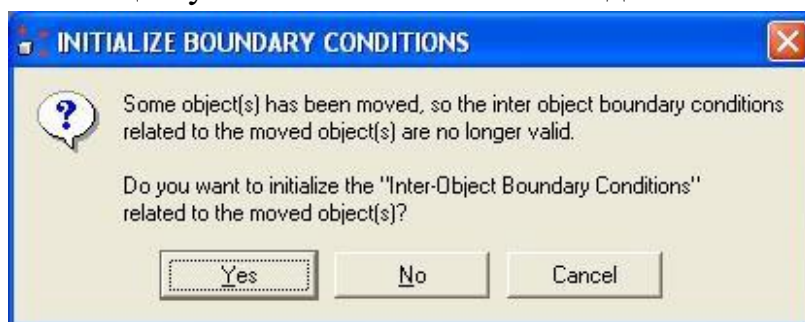 INITIALIZE BOUNDARY CONDITIONS
Some object(s) has been moved, so the inter object boundary conditions
related to the moved object(s) are no longer valid.
Do you want to initialize the "Inter-Object Boundary Conditions"
related to the moved object(s)?
Yes No Cancel